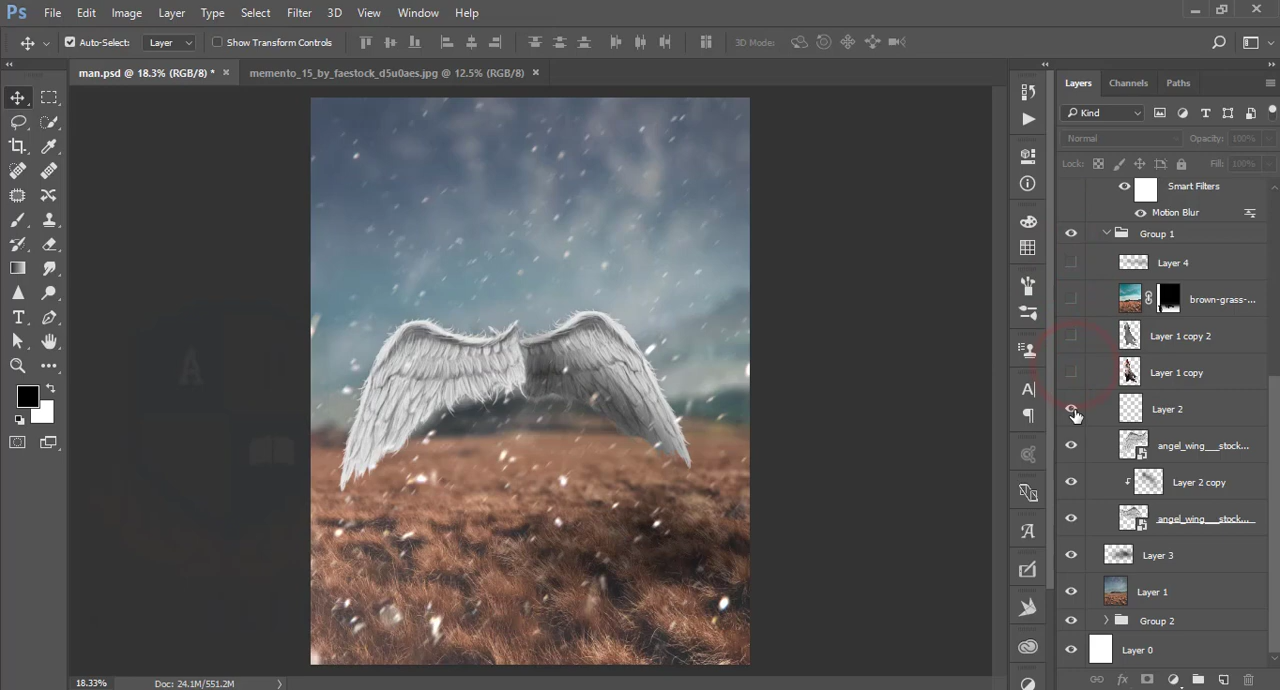 Ps File Edit Image Layer Type Select Filter 3D View Window Help
Auto-Select: Layer Show Transform Controls 3D Mode:
man.psd @ 18.3% (RGB/8) * × memento_15_by_faestock_d5u0aes.jpg @ 12.5% (RGB/8) ×
Layers Channels Paths
Kind
Normal Opacity: 100%
Lock: Fill: 100%
Smart Filters
Motion Blur
Group 1
Layer 4
brown-grass-...
Layer 1 copy 2
Layer 1 copy
Layer 2
angel_wing___stock...
Layer 2 copy
angel_wing___stock...
Layer 3
Layer 1
Group 2
Layer 0
18.33% Doc: 24.1M/551.2M